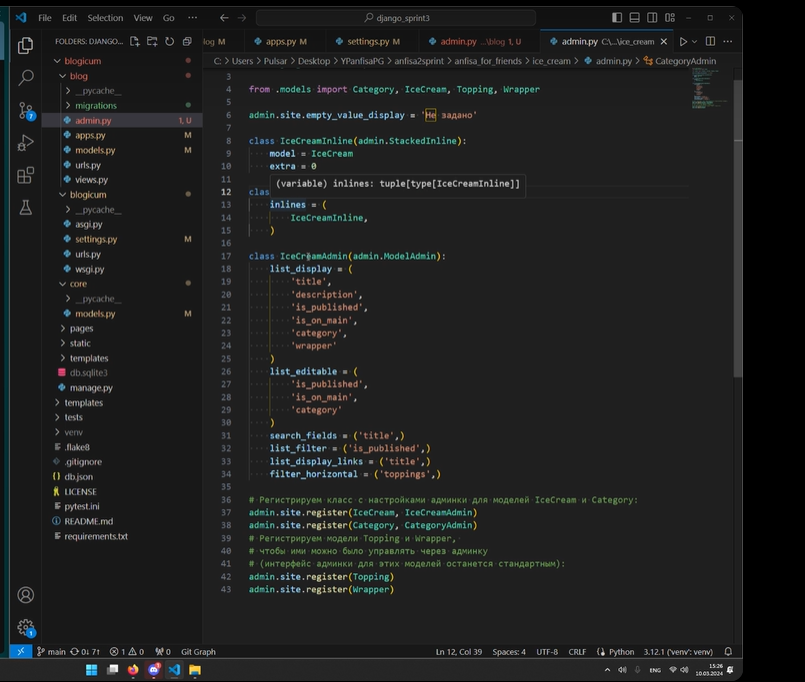 File Edit Selection View Go ··· django_sprint3
FOLDERS: DJANGO... og M apps.py M settings.py M admin.py ...\blog 1, U admin.py C:\...\ice_cream
C: > Users > Pulsar > Desktop > YPanfisaPG > anfisa2sprint > anfisa_for_friends > ice_cream > admin.py > CategoryAdmin
blogicum
blog
__pycache__
migrations
admin.py 1, U
apps.py M
models.py M
urls.py
views.py
blogicum
__pycache__
asgi.py
settings.py M
urls.py
wsgi.py
core
__pycache__
models.py M
pages
static
templates
db.sqlite3
manage.py
templates
tests
venv
.flake8
.gitignore
db.json
LICENSE
pytest.ini
README.md
requirements.txt
7
1
3
4 from .models import Category, IceCream, Topping, Wrapper
5
6 admin.site.empty_value_display = 'Не задано'
7
8 class IceCreamInline(admin.StackedInline):
9 model = IceCream
10 extra = 0
11 (variable) inlines: tuple[type[IceCreamInline]]
12 clas
13 inlines = (
14 IceCreamInline,
15 )
16
17 class IceCreamAdmin(admin.ModelAdmin):
18 list_display = (
19 'title',
20 'description',
21 'is_published',
22 'is_on_main',
23 'category',
24 'wrapper'
25 )
26 list_editable = (
27 'is_published',
28 'is_on_main',
29 'category'
30 )
31 search_fields = ('title',)
32 list_filter = ('is_published',)
33 list_display_links = ('title',)
34 filter_horizontal = ('toppings',)
35
36 # Регистрируем класс с настройками админки для моделей IceCream и Category:
37 admin.site.register(IceCream, IceCreamAdmin)
38 admin.site.register(Category, CategoryAdmin)
39 # Регистрируем модели Topping и Wrapper,
40 # чтобы ими можно было управлять через админку
41 # (интерфейс админки для этих моделей останется стандартным):
42 admin.site.register(Topping)
43 admin.site.register(Wrapper)
main 0↓ 7↑ 1 0 0 Git Graph Ln 12, Col 39 Spaces: 4 UTF-8 CRLF Python 3.12.1 ('venv': venv)
ENG 15:26
10.03.2024